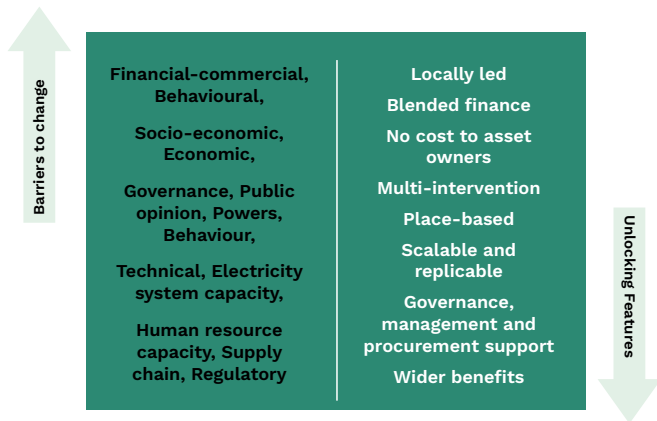 Barriers to change
Financial-commercial,
Behavioural,
Socio-economic,
Economic,
Governance, Public
opinion, Powers,
Behaviour,
Technical, Electricity
system capacity,
Human resource
capacity, Supply
chain, Regulatory
Locally led
Blended finance
No cost to asset
owners
Multi-intervention
Place-based
Scalable and
replicable
Governance,
management and
procurement support
Wider benefits
Unlocking Features